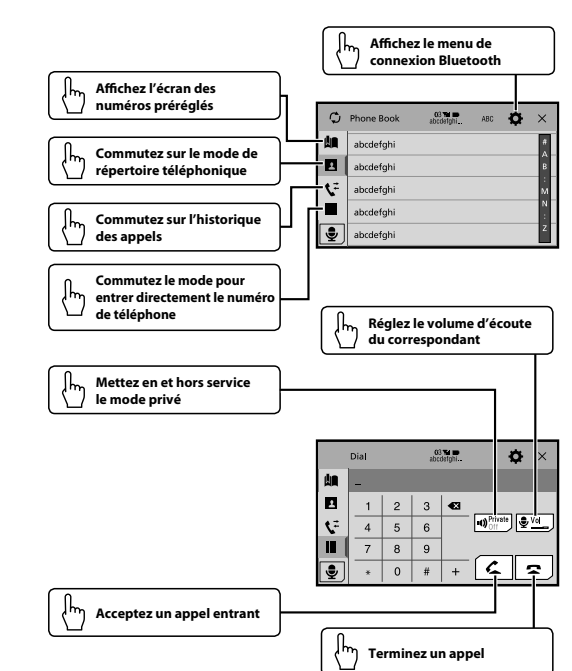 Affichez le menu de
connexion Bluetooth
Affichez l'écran des
numéros préréglés
Commutez sur le mode de
répertoire téléphonique
Commutez sur l'historique
des appels
Commutez le mode pour
entrer directement le numéro
de téléphone
Phone Book
03
abcdefghi...
ABC
abcdefghi
abcdefghi
abcdefghi
abcdefghi
abcdefghi
#
A
B
:
M
N
:
Z
Réglez le volume d'écoute
du correspondant
Mettez en et hors service
le mode privé
Dial
03
abcdefghi...
_
1 2 3
4 5 6
7 8 9
* 0 # +
Private
Off
Vol
Acceptez un appel entrant
Terminez un appel